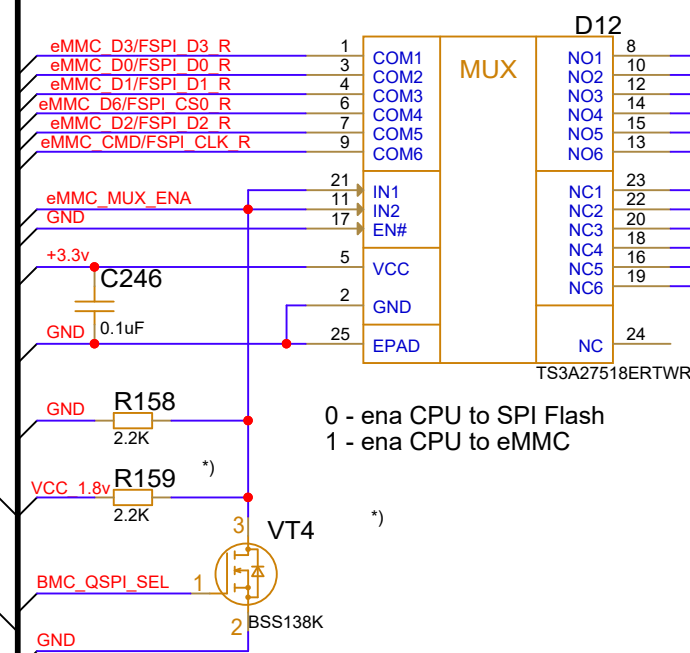 D12
eMMC_D3/FSPI_D3_R 1 COM1 MUX NO1 8
eMMC_D0/FSPI_D0_R 3 COM2 NO2 10
eMMC_D1/FSPI_D1_R 4 COM3 NO3 12
eMMC_D6/FSPI_CS0_R 6 COM4 NO4 14
eMMC_D2/FSPI_D2_R 7 COM5 NO5 15
eMMC_CMD/FSPI_CLK_R 9 COM6 NO6 13
21 IN1 NC1 23
eMMC_MUX_ENA 11 IN2 NC2 22
GND 17 EN# NC3 20
NC4 18
+3.3v 5 VCC NC5 16
C246 NC6 19
2 GND
0.1uF
GND 25 EPAD NC 24
TS3A27518ERTWR
GND R158
2.2K
0 - ena CPU to SPI Flash
1 - ena CPU to eMMC
*)
VCC_1.8v R159
2.2K
*)
3 VT4
BMC_QSPI_SEL 1
2 BSS138K
GND